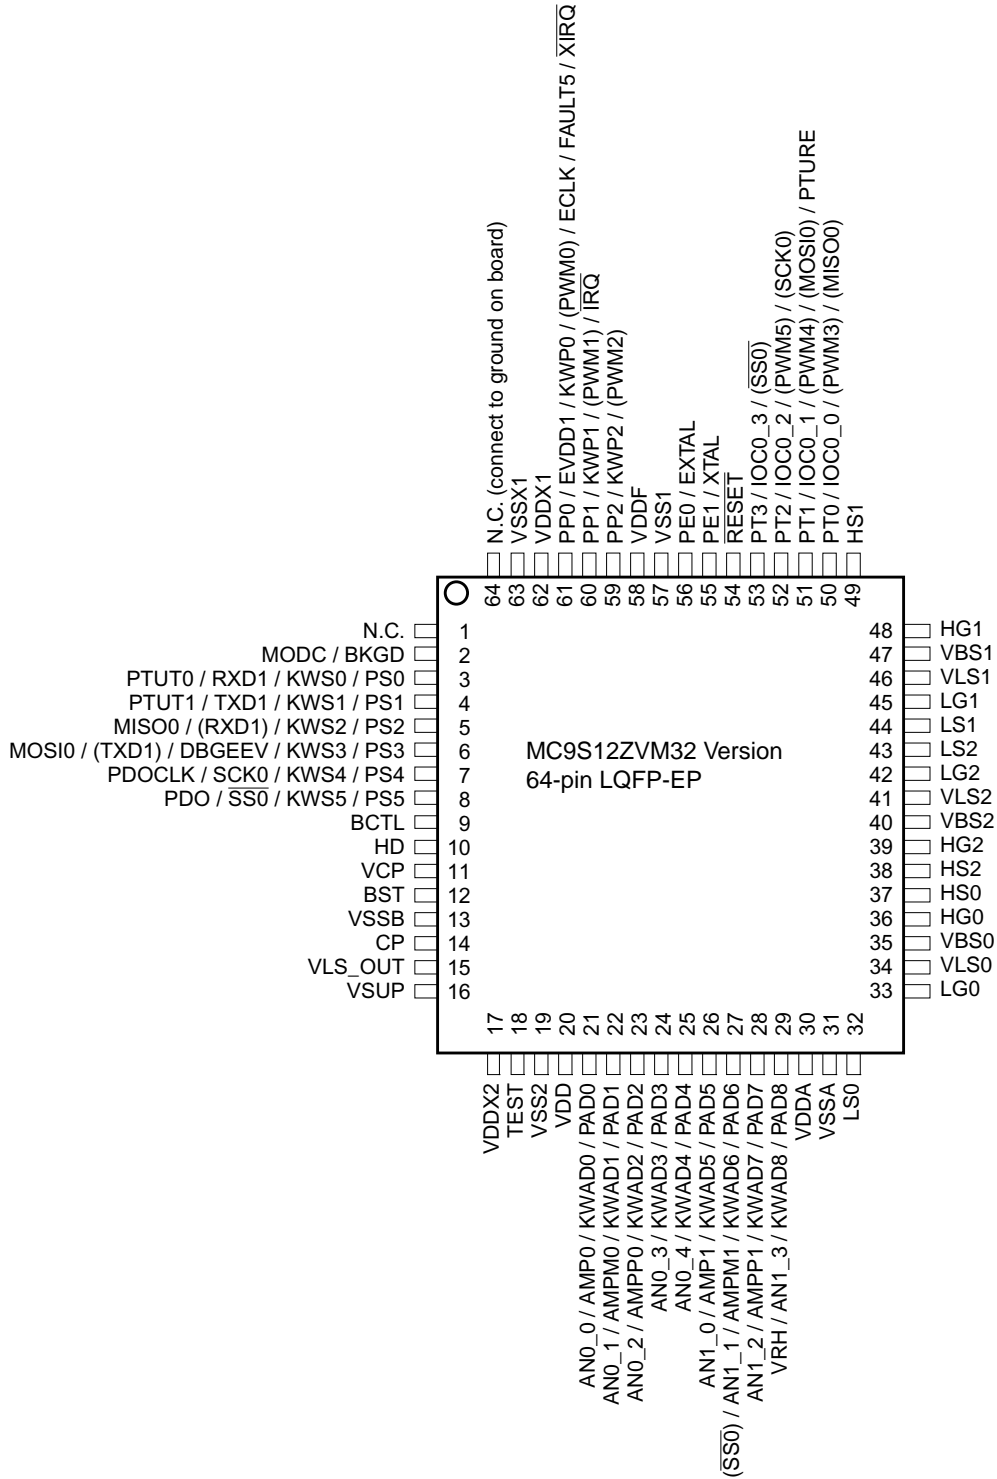 N.C. (connect to ground on board)
VSSX1
VDDX1
PP0 / EVDD1 / KWP0 / (PWM0) / ECLK / FAULT5 / X̅I̅R̅Q̅
PP1 / KWP1 / (PWM1) / I̅R̅Q̅
PP2 / KWP2 / (PWM2)
VDDF
VSS1
PE0 / EXTAL
PE1 / XTAL
R̅E̅S̅E̅T̅
PT3 / IOC0_3 / (S̅S̅0̅)
PT2 / IOC0_2 / (PWM5) / (SCK0)
PT1 / IOC0_1 / (PWM4) / (MOSI0) / PTURE
PT0 / IOC0_0 / (PWM3) / (MISO0)
HS1
64
63
62
61
60
59
58
57
56
55
54
53
52
51
50
49
N.C. 1
MODC / BKGD 2
PTUT0 / RXD1 / KWS0 / PS0 3
PTUT1 / TXD1 / KWS1 / PS1 4
MISO0 / (RXD1) / KWS2 / PS2 5
MOSI0 / (TXD1) / DBGEEV / KWS3 / PS3 6
PDOCLK / SCK0 / KWS4 / PS4 7
PDO / S̅S̅0̅ / KWS5 / PS5 8
BCTL 9
HD 10
VCP 11
BST 12
VSSB 13
CP 14
VLS_OUT 15
VSUP 16
MC9S12ZVM32 Version
64-pin LQFP-EP
48 HG1
47 VBS1
46 VLS1
45 LG1
44 LS1
43 LS2
42 LG2
41 VLS2
40 VBS2
39 HG2
38 HS2
37 HS0
36 HG0
35 VBS0
34 VLS0
33 LG0
17
18
19
20
21
22
23
24
25
26
27
28
29
30
31
32
VDDX2
TEST
VSS2
VDD
AN0_0 / AMP0 / KWAD0 / PAD0
AN0_1 / AMPM0 / KWAD1 / PAD1
AN0_2 / AMPP0 / KWAD2 / PAD2
AN0_3 / KWAD3 / PAD3
AN0_4 / KWAD4 / PAD4
AN1_0 / AMP1 / KWAD5 / PAD5
(S̅S̅0̅) / AN1_1 / AMPM1 / KWAD6 / PAD6
AN1_2 / AMPP1 / KWAD7 / PAD7
VRH / AN1_3 / KWAD8 / PAD8
VDDA
VSSA
LS0